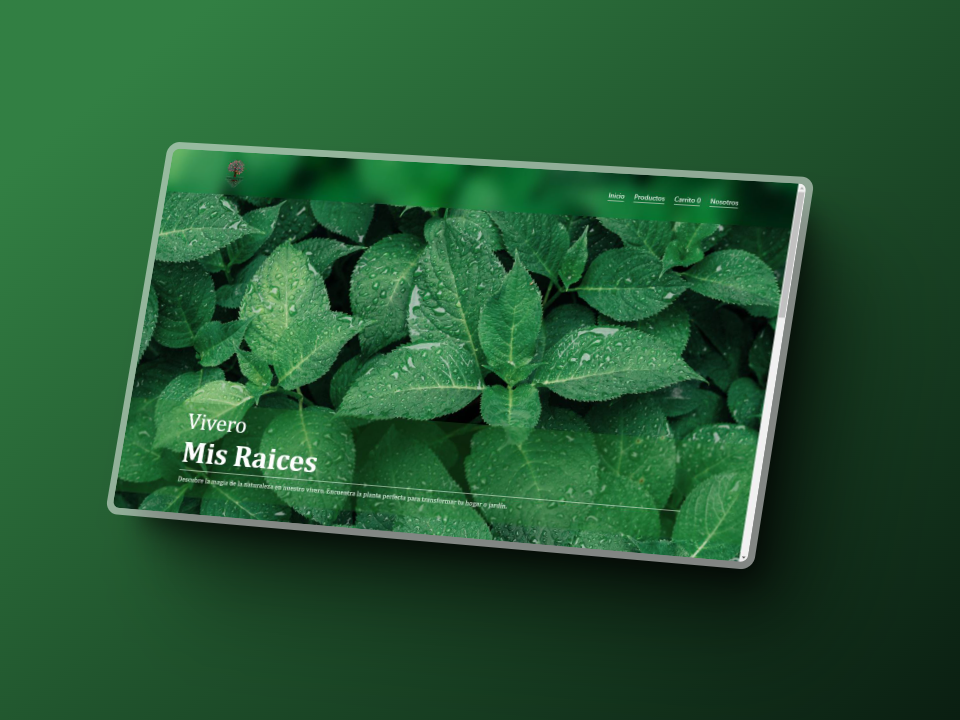 Inicio Productos Carrito 0 Nosotros
Vivero
Mis Raices
Descubre la magia de la naturaleza en nuestro vivero. Encuentra la planta perfecta para transformar tu hogar o jardín.